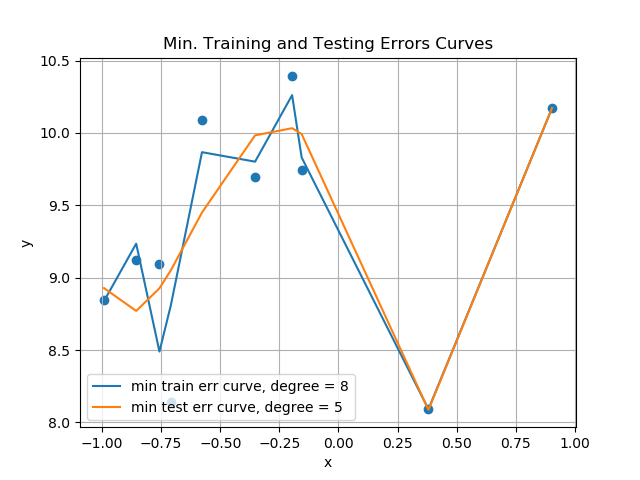 Min. Training and Testing Errors Curves
10.5
10.0
9.5
9.0
8.5
8.0
y
min train err curve, degree = 8
min test err curve, degree = 5
−1.00 −0.75 −0.50 −0.25 0.00 0.25 0.50 0.75 1.00
x